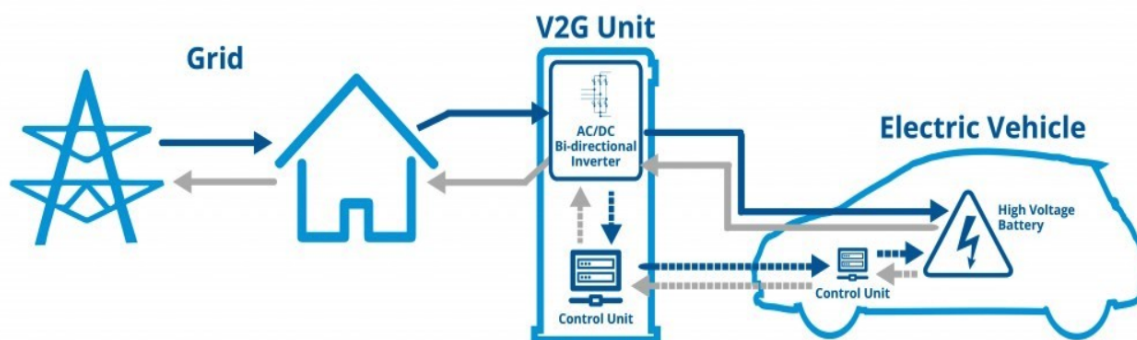 Grid
V2G Unit
AC/DC
Bi-directional
Inverter
Control Unit
Electric Vehicle
High Voltage
Battery
Control Unit